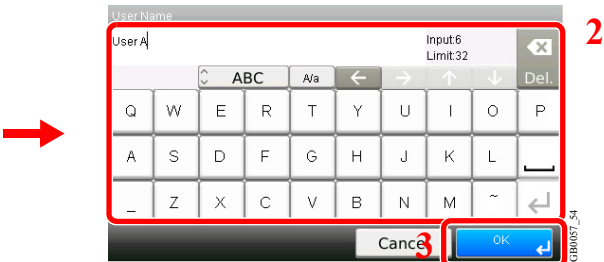 User Name
User A
Input:6
Limit:32
2
ABC A/a ← → ↑ ↓ Del.
Q W E R T Y U I O P
A S D F G H J K L
_ Z X C V B N M ~
Cancel 3 OK
GB0057_54